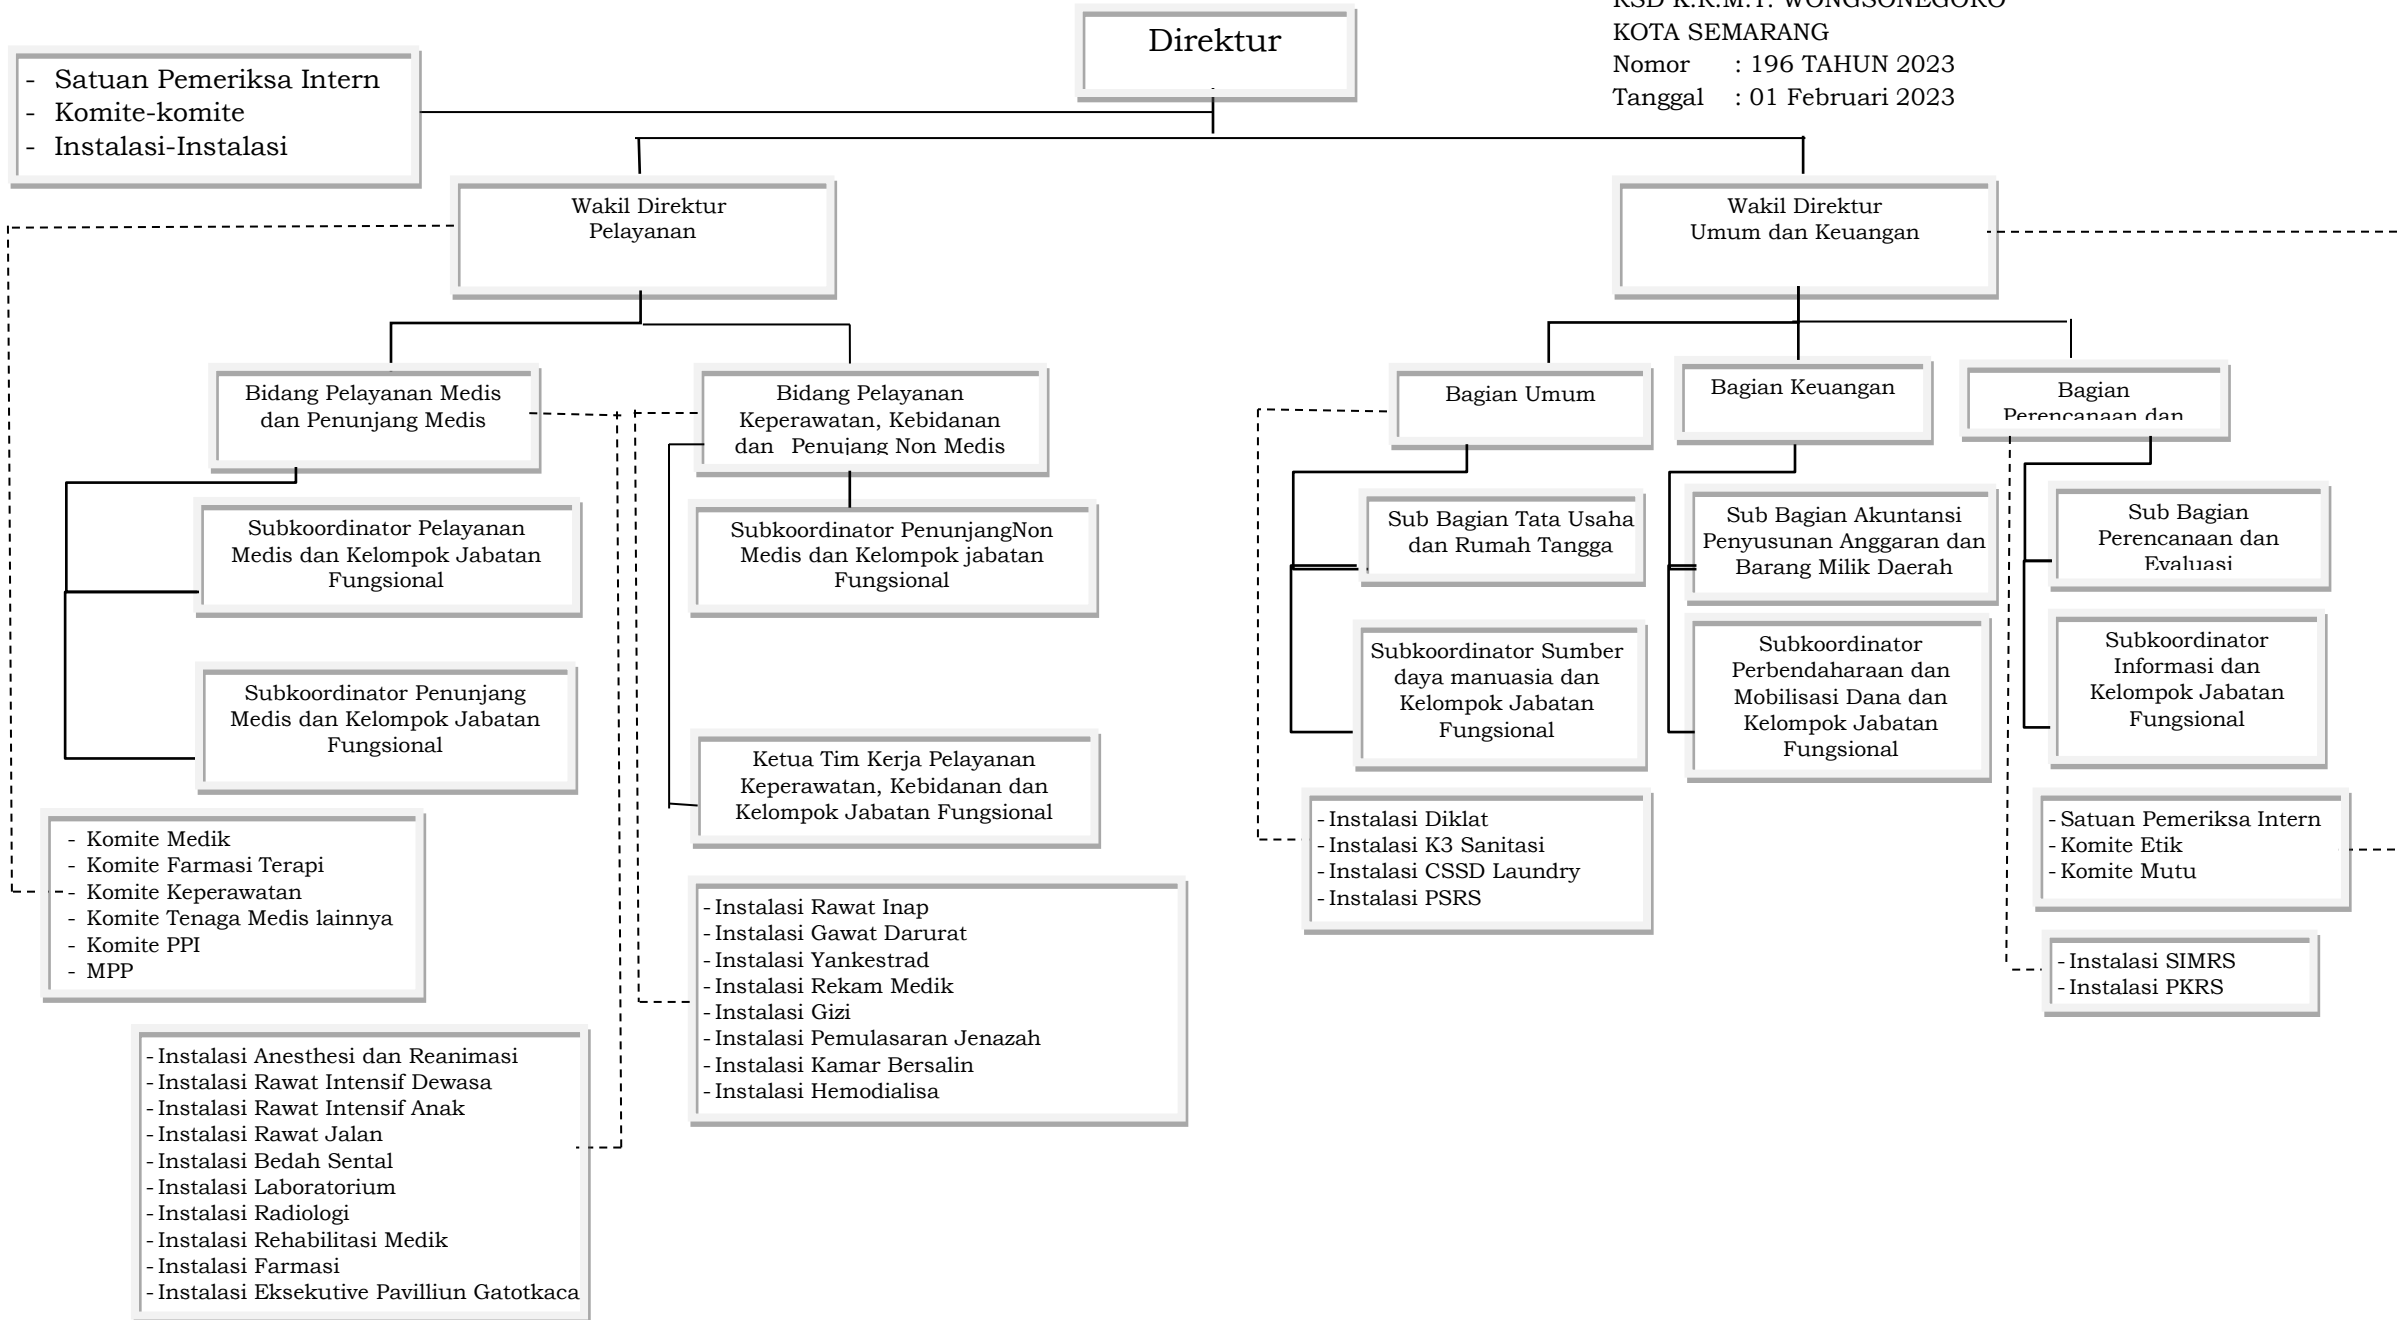 RSD K.R.M.T. WONGSONEGORO
KOTA SEMARANG
Nomor : 196 TAHUN 2023
Tanggal : 01 Februari 2023
Direktur
- Satuan Pemeriksa Intern
- Komite-komite
- Instalasi-Instalasi
Wakil Direktur
Pelayanan
Wakil Direktur
Umum dan Keuangan
Bidang Pelayanan Medis
dan Penunjang Medis
Bidang Pelayanan
Keperawatan, Kebidanan
dan Penujang Non Medis
Bagian Umum
Bagian Keuangan
Bagian
Perencanaan dan
Subkoordinator Pelayanan
Medis dan Kelompok Jabatan
Fungsional
Subkoordinator PenunjangNon
Medis dan Kelompok jabatan
Fungsional
Sub Bagian Tata Usaha
dan Rumah Tangga
Sub Bagian Akuntansi
Penyusunan Anggaran dan
Barang Milik Daerah
Sub Bagian
Perencanaan dan
Evaluasi
Subkoordinator Penunjang
Medis dan Kelompok Jabatan
Fungsional
Ketua Tim Kerja Pelayanan
Keperawatan, Kebidanan dan
Kelompok Jabatan Fungsional
Subkoordinator Sumber
daya manuasia dan
Kelompok Jabatan
Fungsional
Subkoordinator
Perbendaharaan dan
Mobilisasi Dana dan
Kelompok Jabatan
Fungsional
Subkoordinator
Informasi dan
Kelompok Jabatan
Fungsional
- Komite Medik
- Komite Farmasi Terapi
- Komite Keperawatan
- Komite Tenaga Medis lainnya
- Komite PPI
- MPP
- Instalasi Rawat Inap
- Instalasi Gawat Darurat
- Instalasi Yankestrad
- Instalasi Rekam Medik
- Instalasi Gizi
- Instalasi Pemulasaran Jenazah
- Instalasi Kamar Bersalin
- Instalasi Hemodialisa
- Instalasi Diklat
- Instalasi K3 Sanitasi
- Instalasi CSSD Laundry
- Instalasi PSRS
- Satuan Pemeriksa Intern
- Komite Etik
- Komite Mutu
- Instalasi SIMRS
- Instalasi PKRS
- Instalasi Anesthesi dan Reanimasi
- Instalasi Rawat Intensif Dewasa
- Instalasi Rawat Intensif Anak
- Instalasi Rawat Jalan
- Instalasi Bedah Sental
- Instalasi Laboratorium
- Instalasi Radiologi
- Instalasi Rehabilitasi Medik
- Instalasi Farmasi
- Instalasi Eksekutive Pavilliun Gatotkaca